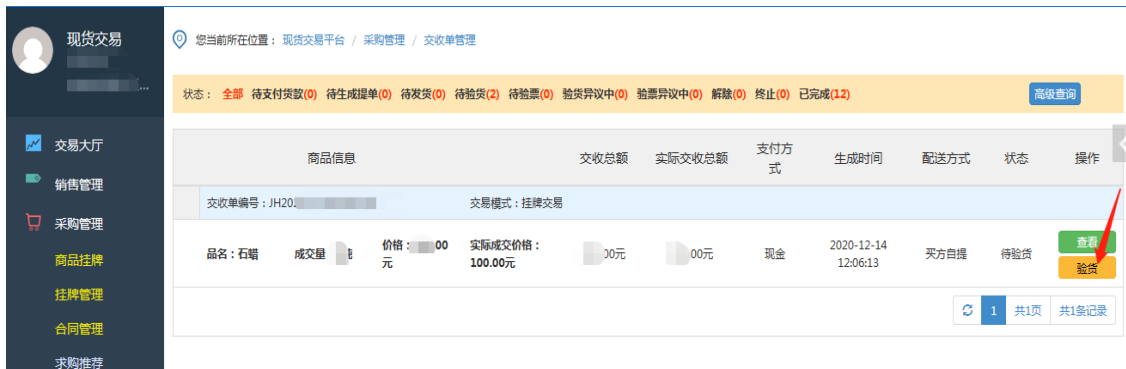 现货交易
...
您当前所在位置： 现货交易平台 / 采购管理 / 交收单管理
状态： 全部 待支付货款(0) 待生成提单(0) 待发货(0) 待验货(2) 待验票(0) 验货异议中(0) 验票异议中(0) 解除(0) 终止(0) 已完成(12)
高级查询
交易大厅
销售管理
采购管理
商品挂牌
挂牌管理
合同管理
求购推荐
商品信息 交收总额 实际交收总额 支付方式 生成时间 配送方式 状态 操作
交收单编号：JH202 交易模式：挂牌交易
品名：石蜡 成交量 价格： 00元 实际成交价格：100.00元 00元 00元 现金 2020-12-14 12:06:13 买方自提 待验货
查看
验货
1 共1页 共1条记录